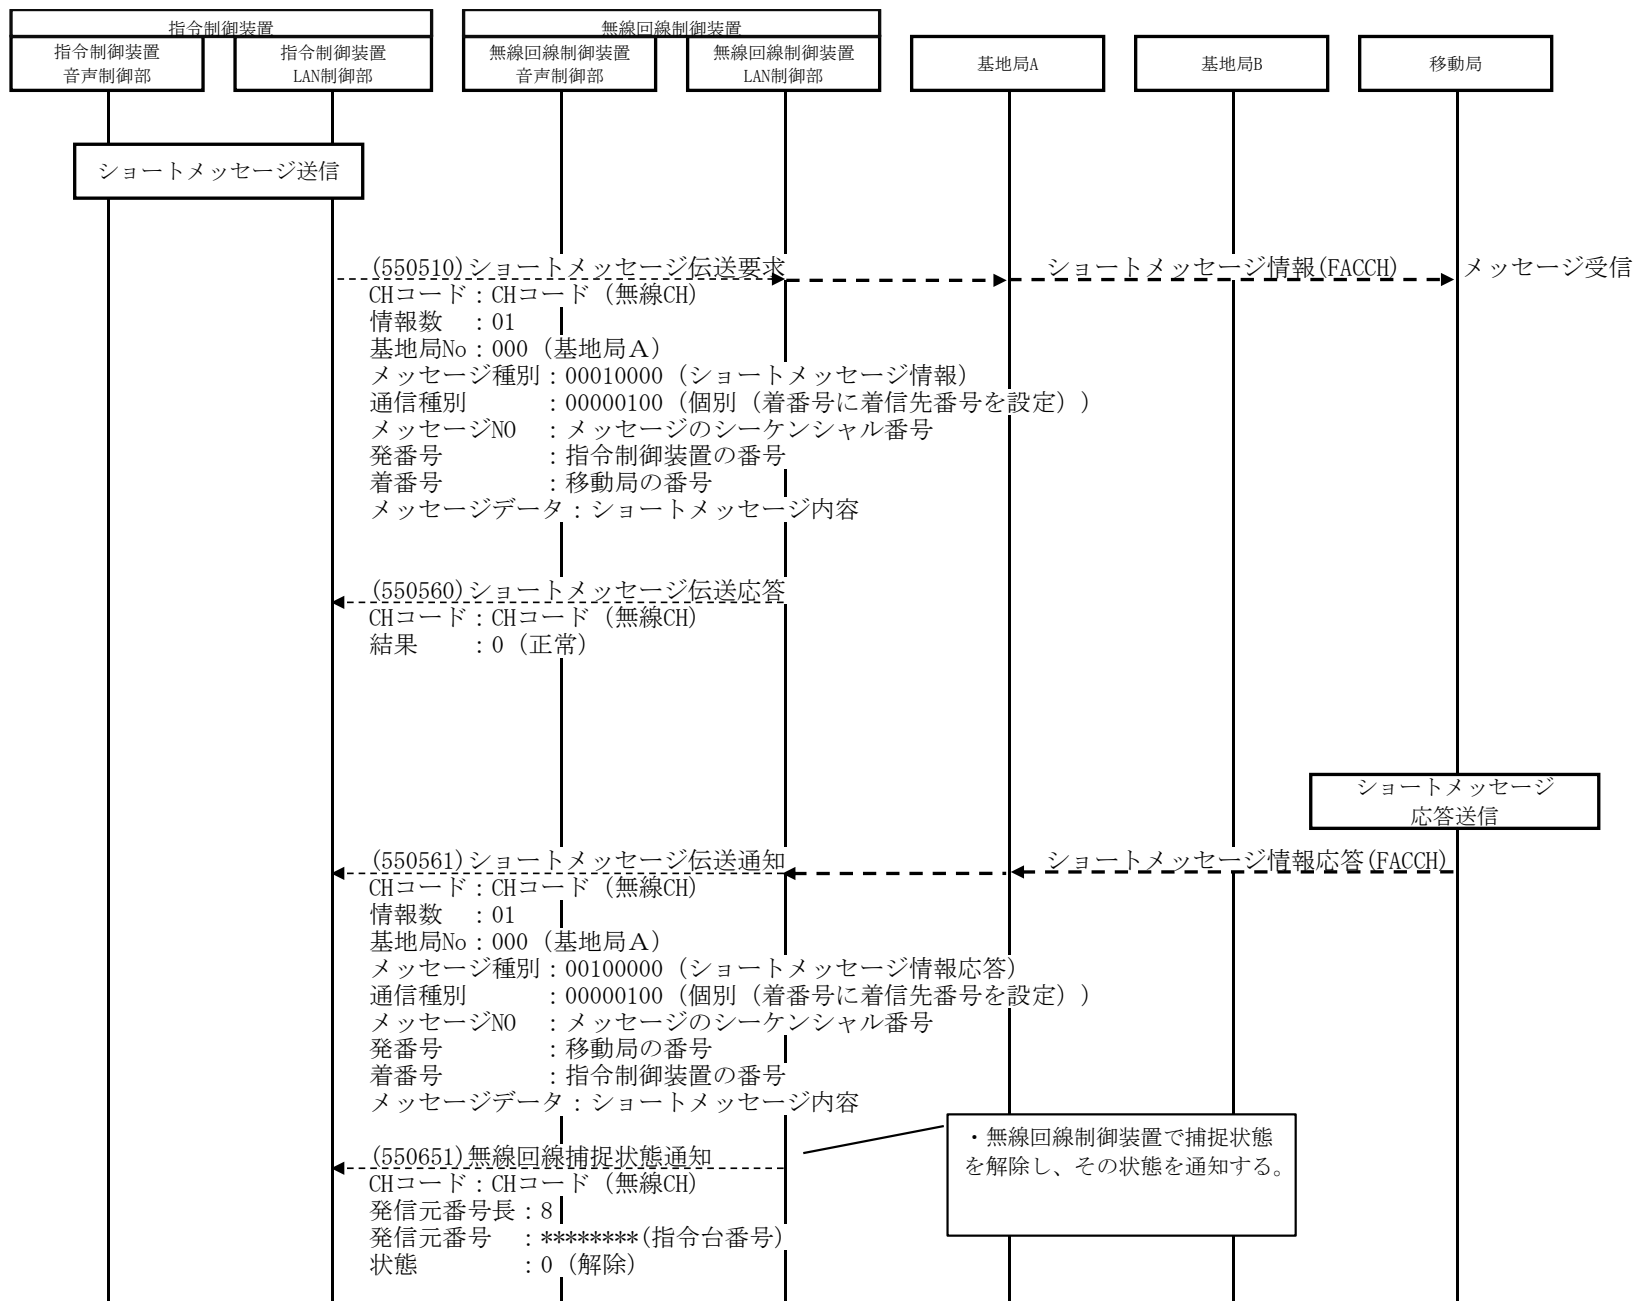 指令制御装置
無線回線制御装置
指令制御装置
音声制御部
指令制御装置
LAN制御部
無線回線制御装置
音声制御部
無線回線制御装置
LAN制御部
基地局A
基地局B
移動局
ショートメッセージ送信
(550510)ショートメッセージ伝送要求
ショートメッセージ情報(FACCH)
メッセージ受信
CHコード：CHコード（無線CH）
情報数　：01
基地局No：000（基地局Ａ）
メッセージ種別：00010000（ショートメッセージ情報）
通信種別　　　：00000100（個別（着番号に着信先番号を設定））
メッセージNO　：メッセージのシーケンシャル番号
発番号　　　　：指令制御装置の番号
着番号　　　　：移動局の番号
メッセージデータ：ショートメッセージ内容
(550560)ショートメッセージ伝送応答
CHコード：CHコード（無線CH）
結果　　：0（正常）
ショートメッセージ
応答送信
(550561)ショートメッセージ伝送通知
ショートメッセージ情報応答(FACCH)
CHコード：CHコード（無線CH）
情報数　：01
基地局No：000（基地局Ａ）
メッセージ種別：00100000（ショートメッセージ情報応答）
通信種別　　　：00000100（個別（着番号に着信先番号を設定））
メッセージNO　：メッセージのシーケンシャル番号
発番号　　　　：移動局の番号
着番号　　　　：指令制御装置の番号
メッセージデータ：ショートメッセージ内容
・無線回線制御装置で捕捉状態
を解除し、その状態を通知する。
(550651)無線回線捕捉状態通知
CHコード：CHコード（無線CH）
発信元番号長：8
発信元番号　：********(指令台番号)
状態　　　　：0（解除）